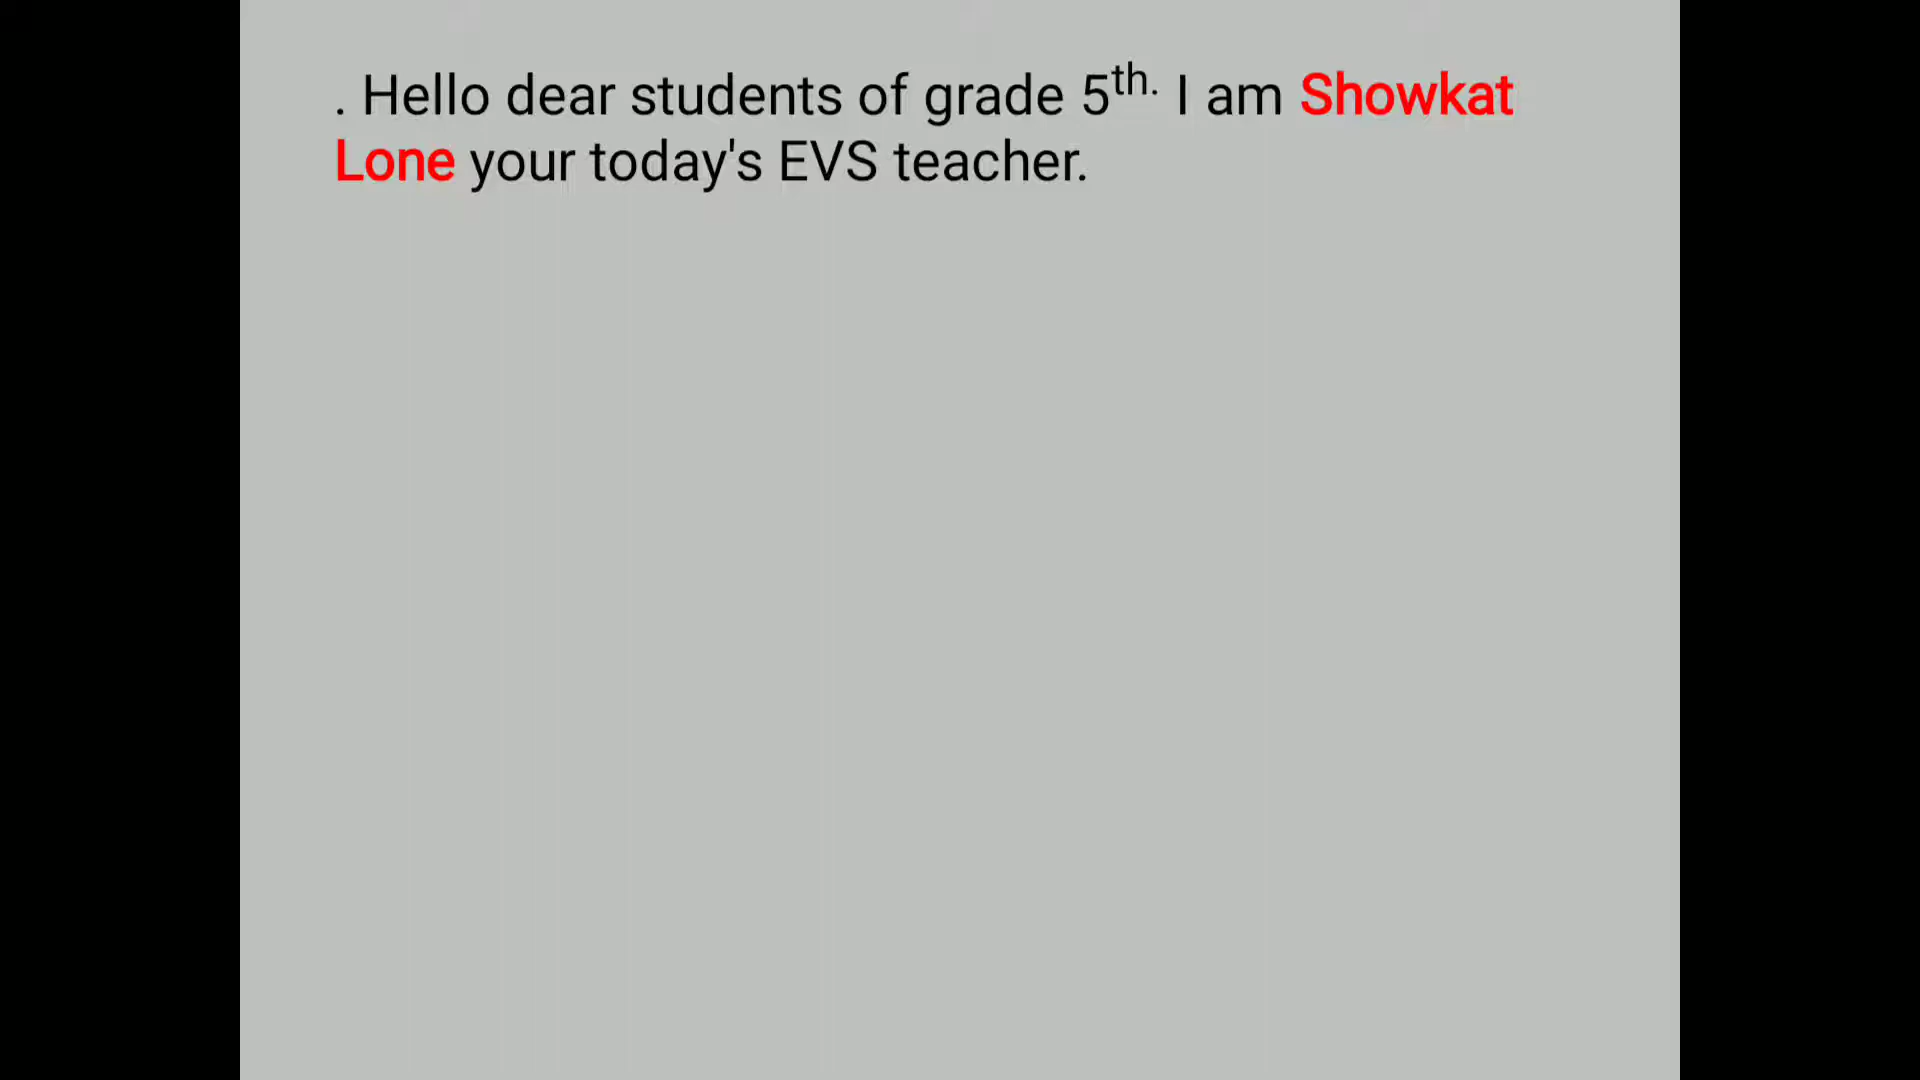 . Hello dear students of grade 5th. I am Showkat
Lone your today's EVS teacher.